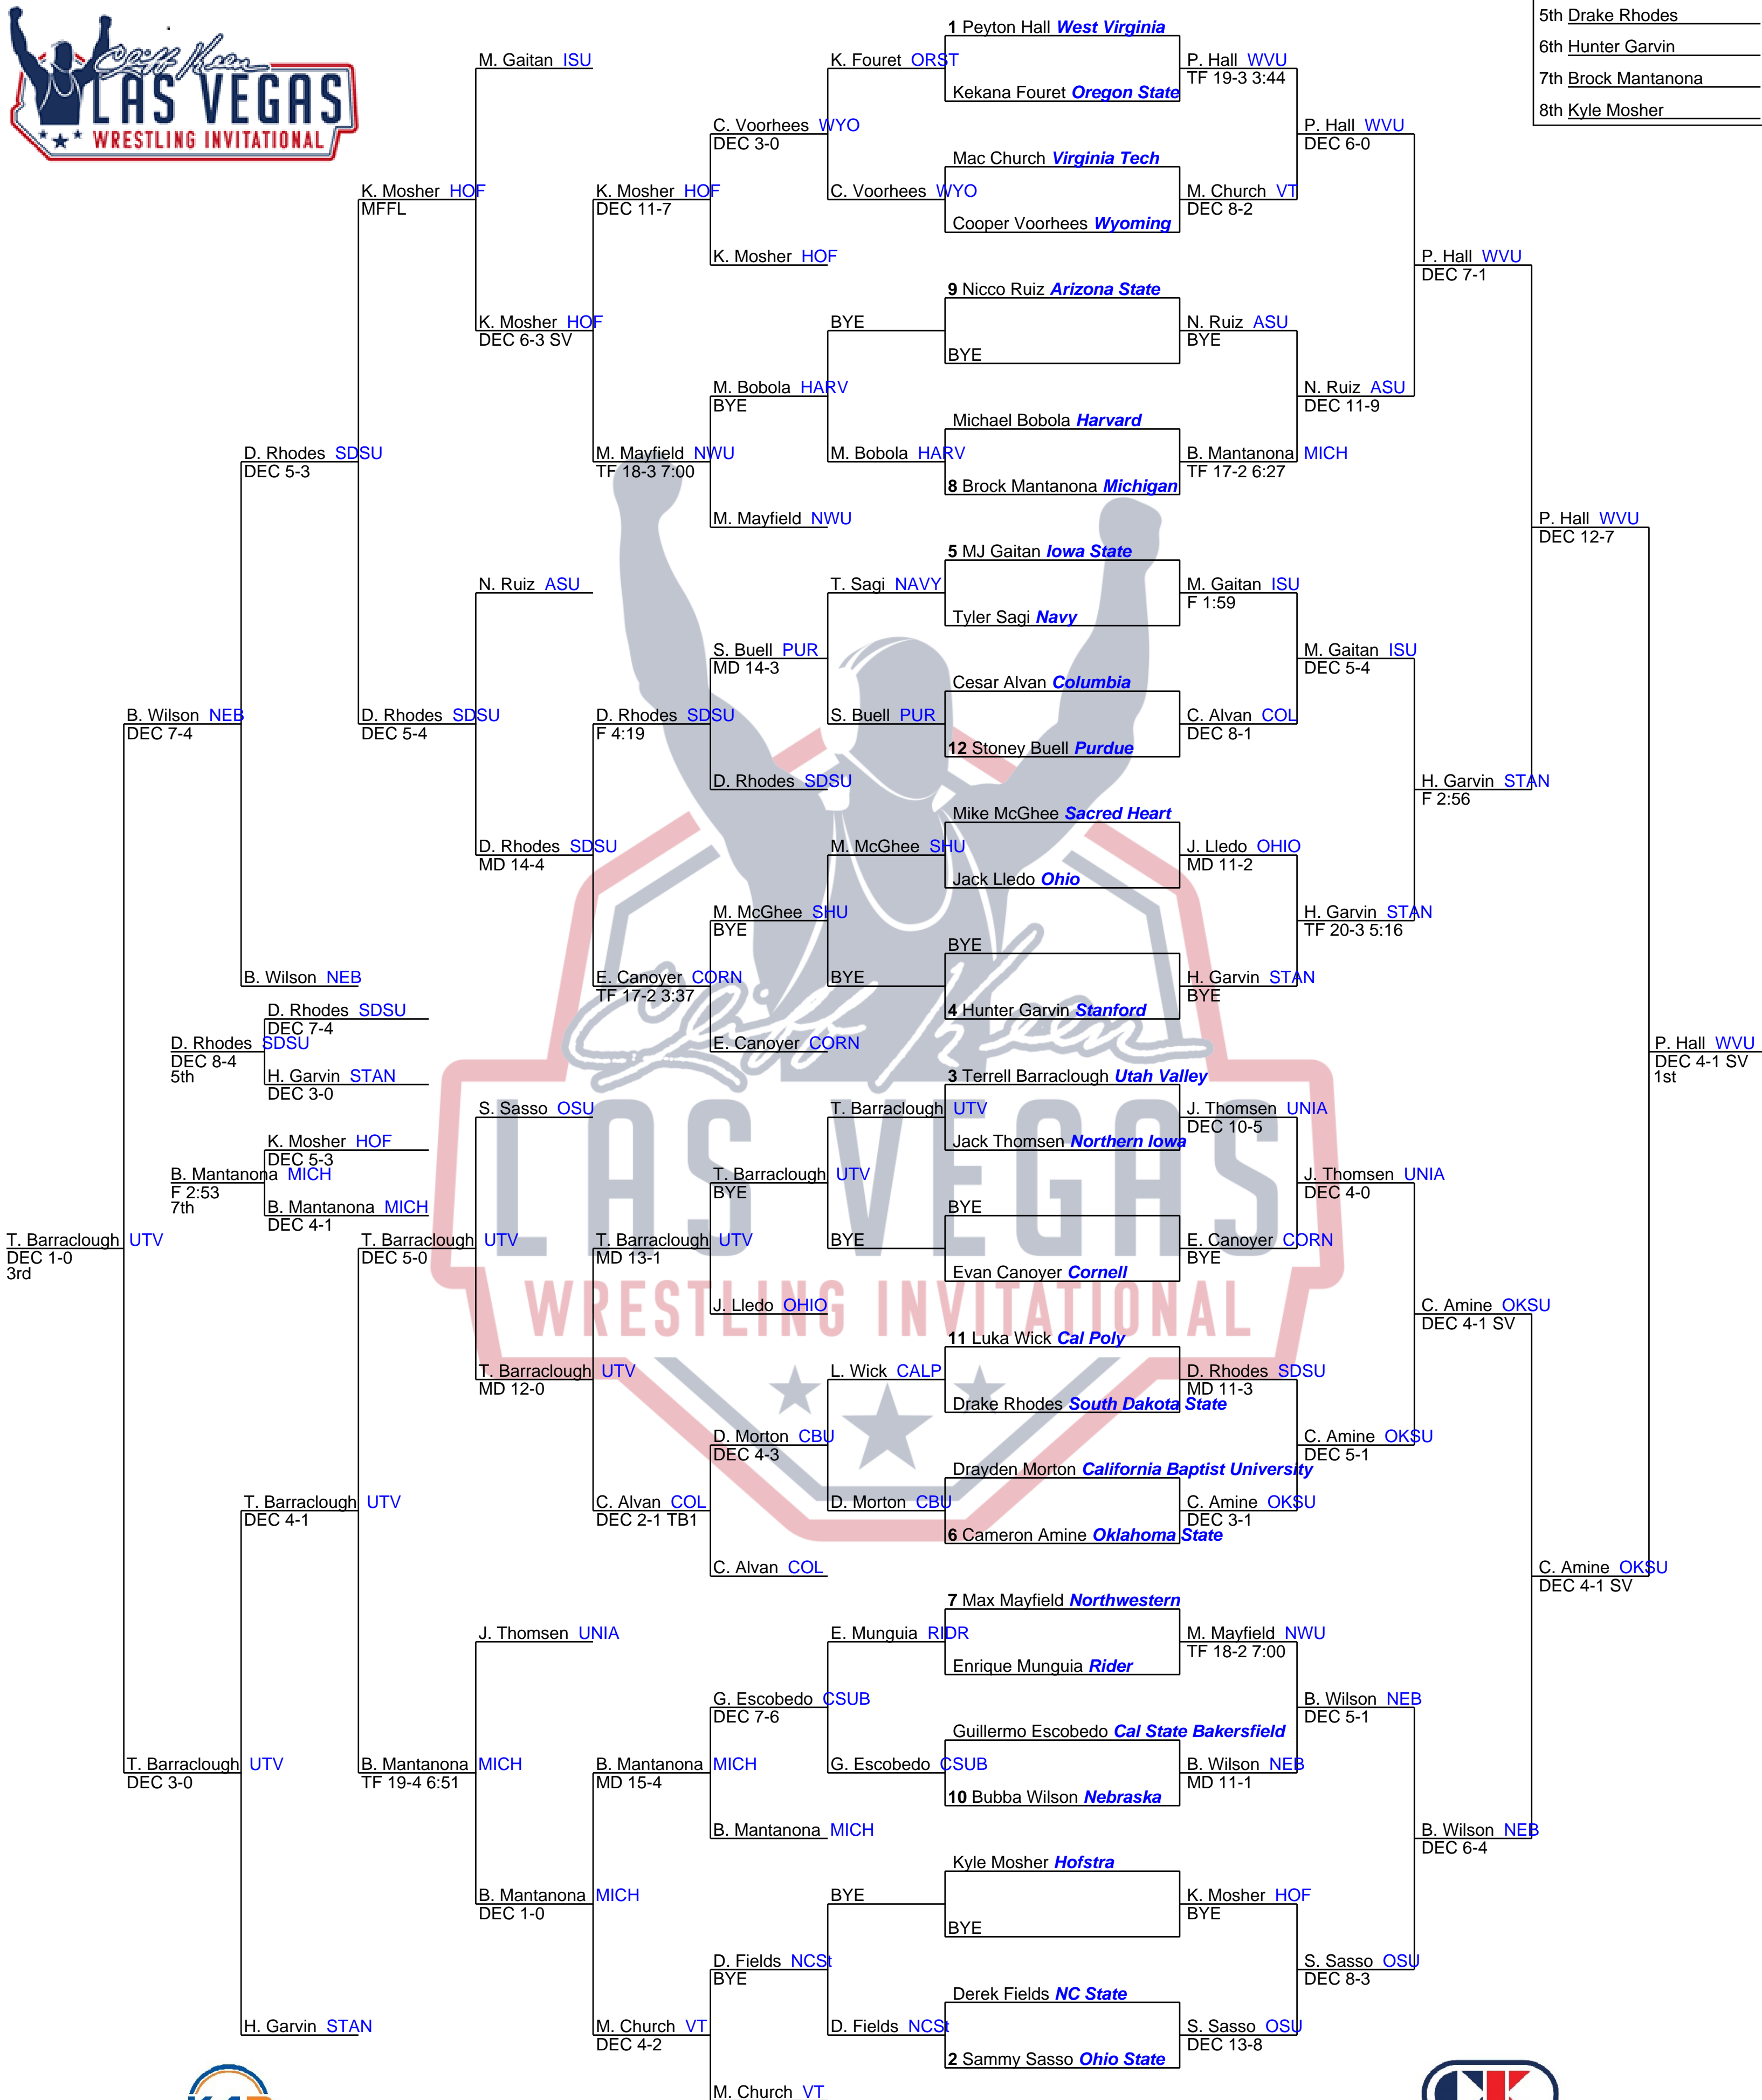 Cliff Keen
LAS VEGAS
WRESTLING INVITATIONAL
5th Drake Rhodes
6th Hunter Garvin
7th Brock Mantanona
8th Kyle Mosher
1 Peyton Hall West Virginia
M. Gaitan ISU
K. Fouret ORST
P. Hall WVU
TF 19-3 3:44
Kekana Fouret Oregon State
C. Voorhees WYO
DEC 3-0
P. Hall WVU
DEC 6-0
Mac Church Virginia Tech
K. Mosher HOF
MFFL
K. Mosher HOF
DEC 11-7
C. Voorhees WYO
M. Church VT
DEC 8-2
Cooper Voorhees Wyoming
K. Mosher HOF
P. Hall WVU
DEC 7-1
9 Nicco Ruiz Arizona State
K. Mosher HOF
DEC 6-3 SV
BYE
N. Ruiz ASU
BYE
BYE
M. Bobola HARV
BYE
N. Ruiz ASU
DEC 11-9
Michael Bobola Harvard
D. Rhodes SDSU
DEC 5-3
M. Mayfield NWU
TF 18-3 7:00
M. Bobola HARV
B. Mantanona MICH
TF 17-2 6:27
8 Brock Mantanona Michigan
M. Mayfield NWU
P. Hall WVU
DEC 12-7
5 MJ Gaitan Iowa State
N. Ruiz ASU
T. Sagi NAVY
M. Gaitan ISU
F 1:59
Tyler Sagi Navy
S. Buell PUR
MD 14-3
M. Gaitan ISU
DEC 5-4
Cesar Alvan Columbia
B. Wilson NEB
DEC 7-4
D. Rhodes SDSU
DEC 5-4
D. Rhodes SDSU
F 4:19
S. Buell PUR
C. Alvan COL
DEC 8-1
12 Stoney Buell Purdue
D. Rhodes SDSU
H. Garvin STAN
F 2:56
Mike McGhee Sacred Heart
D. Rhodes SDSU
MD 14-4
M. McGhee SHU
J. Lledo OHIO
MD 11-2
Jack Lledo Ohio
M. McGhee SHU
BYE
H. Garvin STAN
TF 20-3 5:16
BYE
B. Wilson NEB
E. Canoyer CORN
TF 17-2 3:37
BYE
H. Garvin STAN
BYE
4 Hunter Garvin Stanford
D. Rhodes SDSU
DEC 7-4
D. Rhodes SDSU
DEC 8-4
5th
E. Canoyer CORN
P. Hall WVU
DEC 4-1 SV
1st
H. Garvin STAN
DEC 3-0
Cliff Keen
3 Terrell Barraclough Utah Valley
S. Sasso OSU
T. Barraclough UTV
J. Thomsen UNIA
DEC 10-5
Jack Thomsen Northern Iowa
K. Mosher HOF
DEC 5-3
B. Mantanona MICH
F 2:53
7th
T. Barraclough UTV
BYE
J. Thomsen UNIA
DEC 4-0
B. Mantanona MICH
DEC 4-1
BYE
LAS VEGAS
T. Barraclough UTV
DEC 1-0
3rd
T. Barraclough UTV
DEC 5-0
T. Barraclough UTV
MD 13-1
BYE
E. Canoyer CORN
BYE
Evan Canoyer Cornell
J. Lledo OHIO
C. Amine OKSU
DEC 4-1 SV
WRESTLING INVITATIONAL
11 Luka Wick Cal Poly
T. Barraclough UTV
MD 12-0
L. Wick CALP
D. Rhodes SDSU
MD 11-3
Drake Rhodes South Dakota State
D. Morton CBU
DEC 4-3
C. Amine OKSU
DEC 5-1
Drayden Morton California Baptist University
T. Barraclough UTV
DEC 4-1
C. Alvan COL
DEC 2-1 TB1
D. Morton CBU
C. Amine OKSU
DEC 3-1
6 Cameron Amine Oklahoma State
C. Alvan COL
C. Amine OKSU
DEC 4-1 SV
7 Max Mayfield Northwestern
J. Thomsen UNIA
E. Munguia RIDR
M. Mayfield NWU
TF 18-2 7:00
Enrique Munguia Rider
G. Escobedo CSUB
DEC 7-6
B. Wilson NEB
DEC 5-1
Guillermo Escobedo Cal State Bakersfield
T. Barraclough UTV
DEC 3-0
B. Mantanona MICH
TF 19-4 6:51
B. Mantanona MICH
MD 15-4
G. Escobedo CSUB
B. Wilson NEB
MD 11-1
10 Bubba Wilson Nebraska
B. Mantanona MICH
B. Wilson NEB
DEC 6-4
Kyle Mosher Hofstra
B. Mantanona MICH
DEC 1-0
BYE
K. Mosher HOF
BYE
BYE
D. Fields NCSt
BYE
S. Sasso OSU
DEC 8-3
Derek Fields NC State
H. Garvin STAN
M. Church VT
DEC 4-2
D. Fields NCSt
S. Sasso OSU
DEC 13-8
2 Sammy Sasso Ohio State
M. Church VT